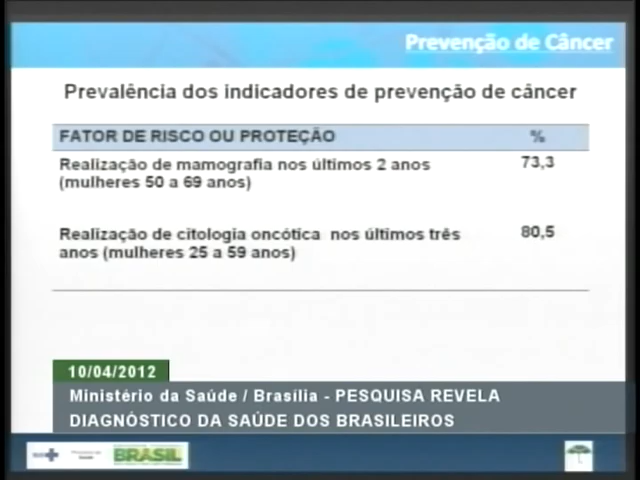 Prevenção de Câncer
Prevalência dos indicadores de prevenção de câncer
FATOR DE RISCO OU PROTEÇÃO %
Realização de mamografia nos últimos 2 anos 73,3
(mulheres 50 a 69 anos)
Realização de citologia oncótica nos últimos três 80,5
anos (mulheres 25 a 59 anos)
10/04/2012
Ministério da Saúde / Brasília - PESQUISA REVELA
DIAGNÓSTICO DA SAÚDE DOS BRASILEIROS
SUS
BRASIL